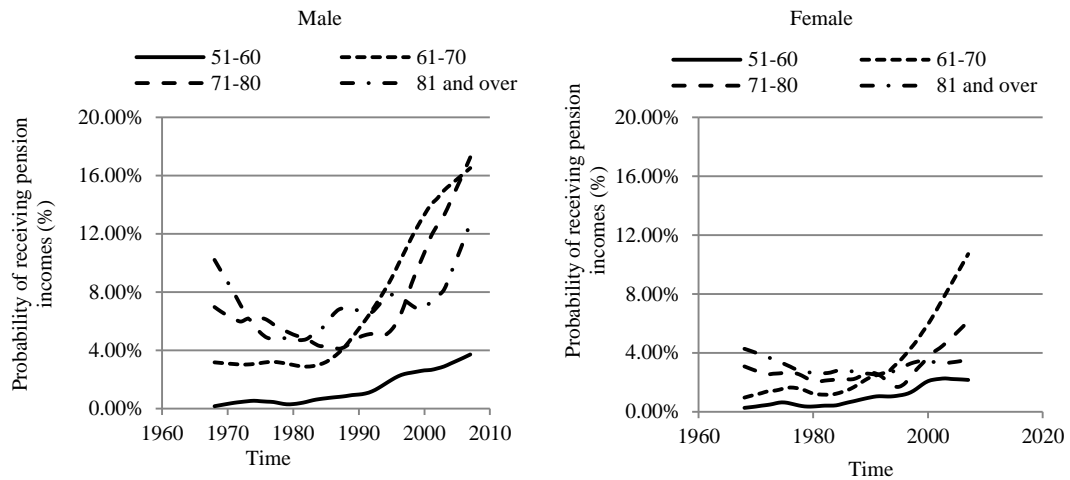 Male
51-60 61-70
71-80 81 and over
Probability of receiving pension
incomes (%)
20.00%
16.00%
12.00%
8.00%
4.00%
0.00%
1960 1970 1980 1990 2000 2010
Time
Female
51-60 61-70
71-80 81 and over
Probability of receiving pension
incomes (%)
20.00%
16.00%
12.00%
8.00%
4.00%
0.00%
1960 1980 2000 2020
Time